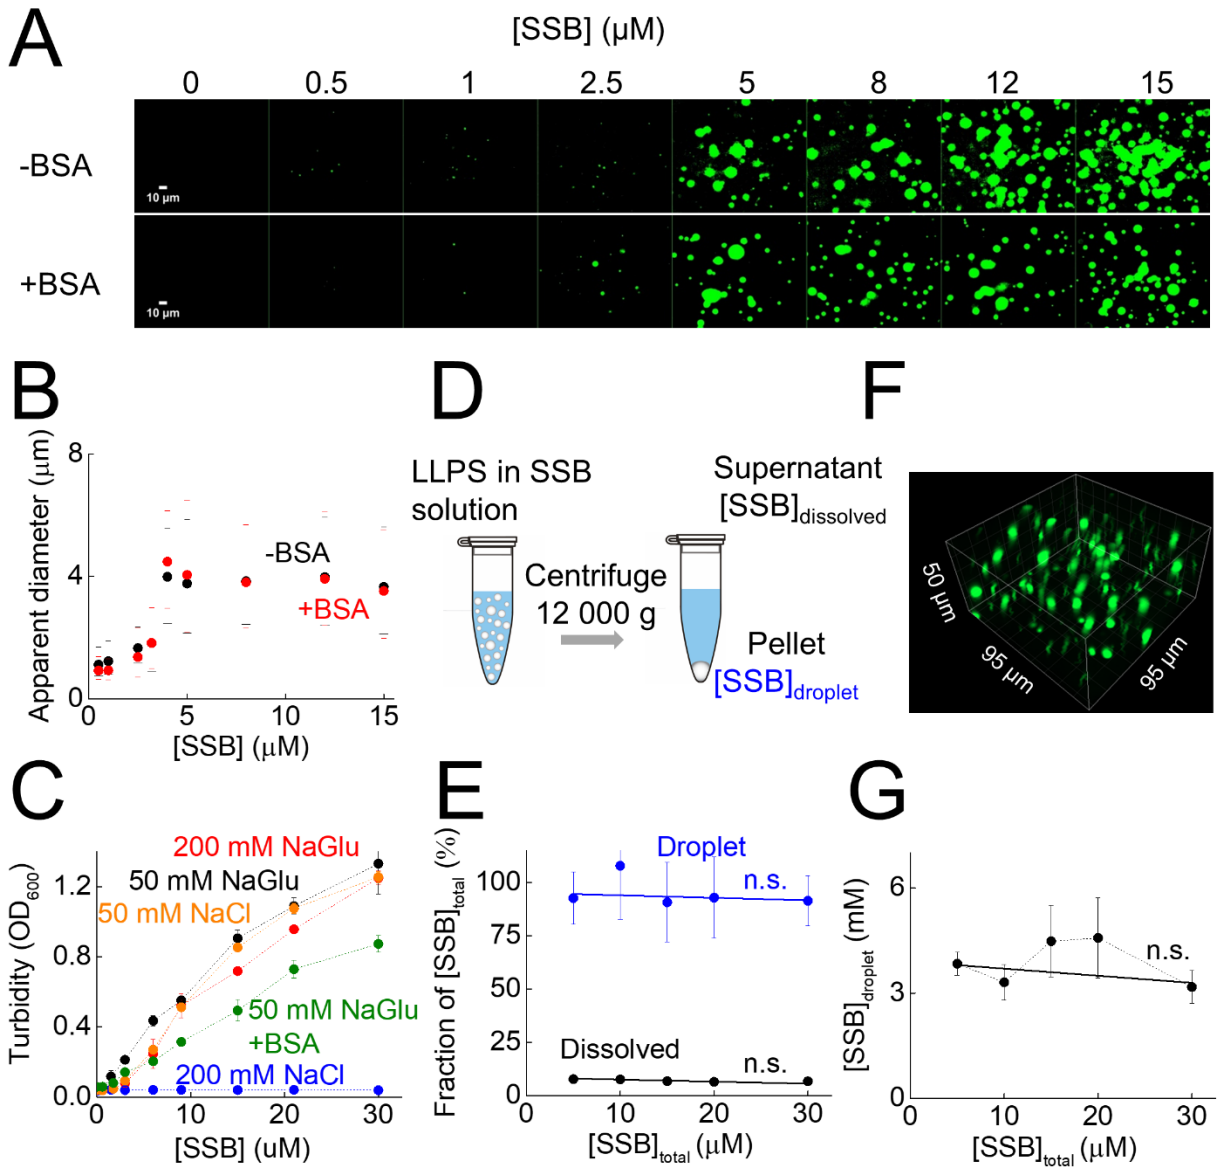 A
[SSB] (µM)
0 0.5 1 2.5 5 8 12 15
-BSA
10 µm
+BSA
10 µm
B
Apparent diameter (µm)
8
4
0
-BSA
+BSA
0 5 10 15
[SSB] (µM)
D
LLPS in SSB
solution
Centrifuge
12 000 g
Supernatant
[SSB]dissolved
Pellet
[SSB]droplet
F
50 µm
95 µm
95 µm
C
Turbidity (OD600)
1.2
0.8
0.4
0.0
200 mM NaGlu
50 mM NaGlu
50 mM NaCl
50 mM NaGlu
+BSA
200 mM NaCl
0 10 20 30
[SSB] (uM)
E
Fraction of [SSB]total (%)
100
75
50
25
0
Droplet
n.s.
Dissolved
n.s.
0 10 20 30
[SSB]total (µM)
G
[SSB]droplet (mM)
6
3
0
n.s.
0 10 20 30
[SSB]total (µM)